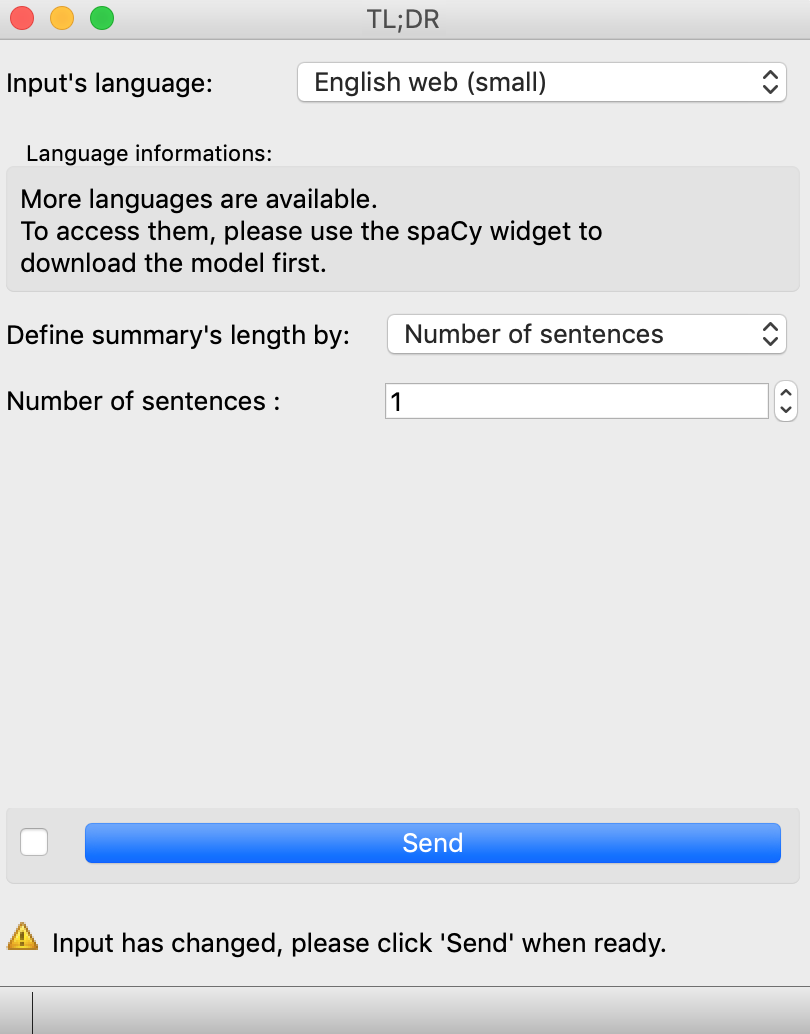 TL;DR
Input's language: English web (small)
Language informations:
More languages are available.
To access them, please use the spaCy widget to
download the model first.
Define summary's length by: Number of sentences
Number of sentences : 1
Send
Input has changed, please click 'Send' when ready.